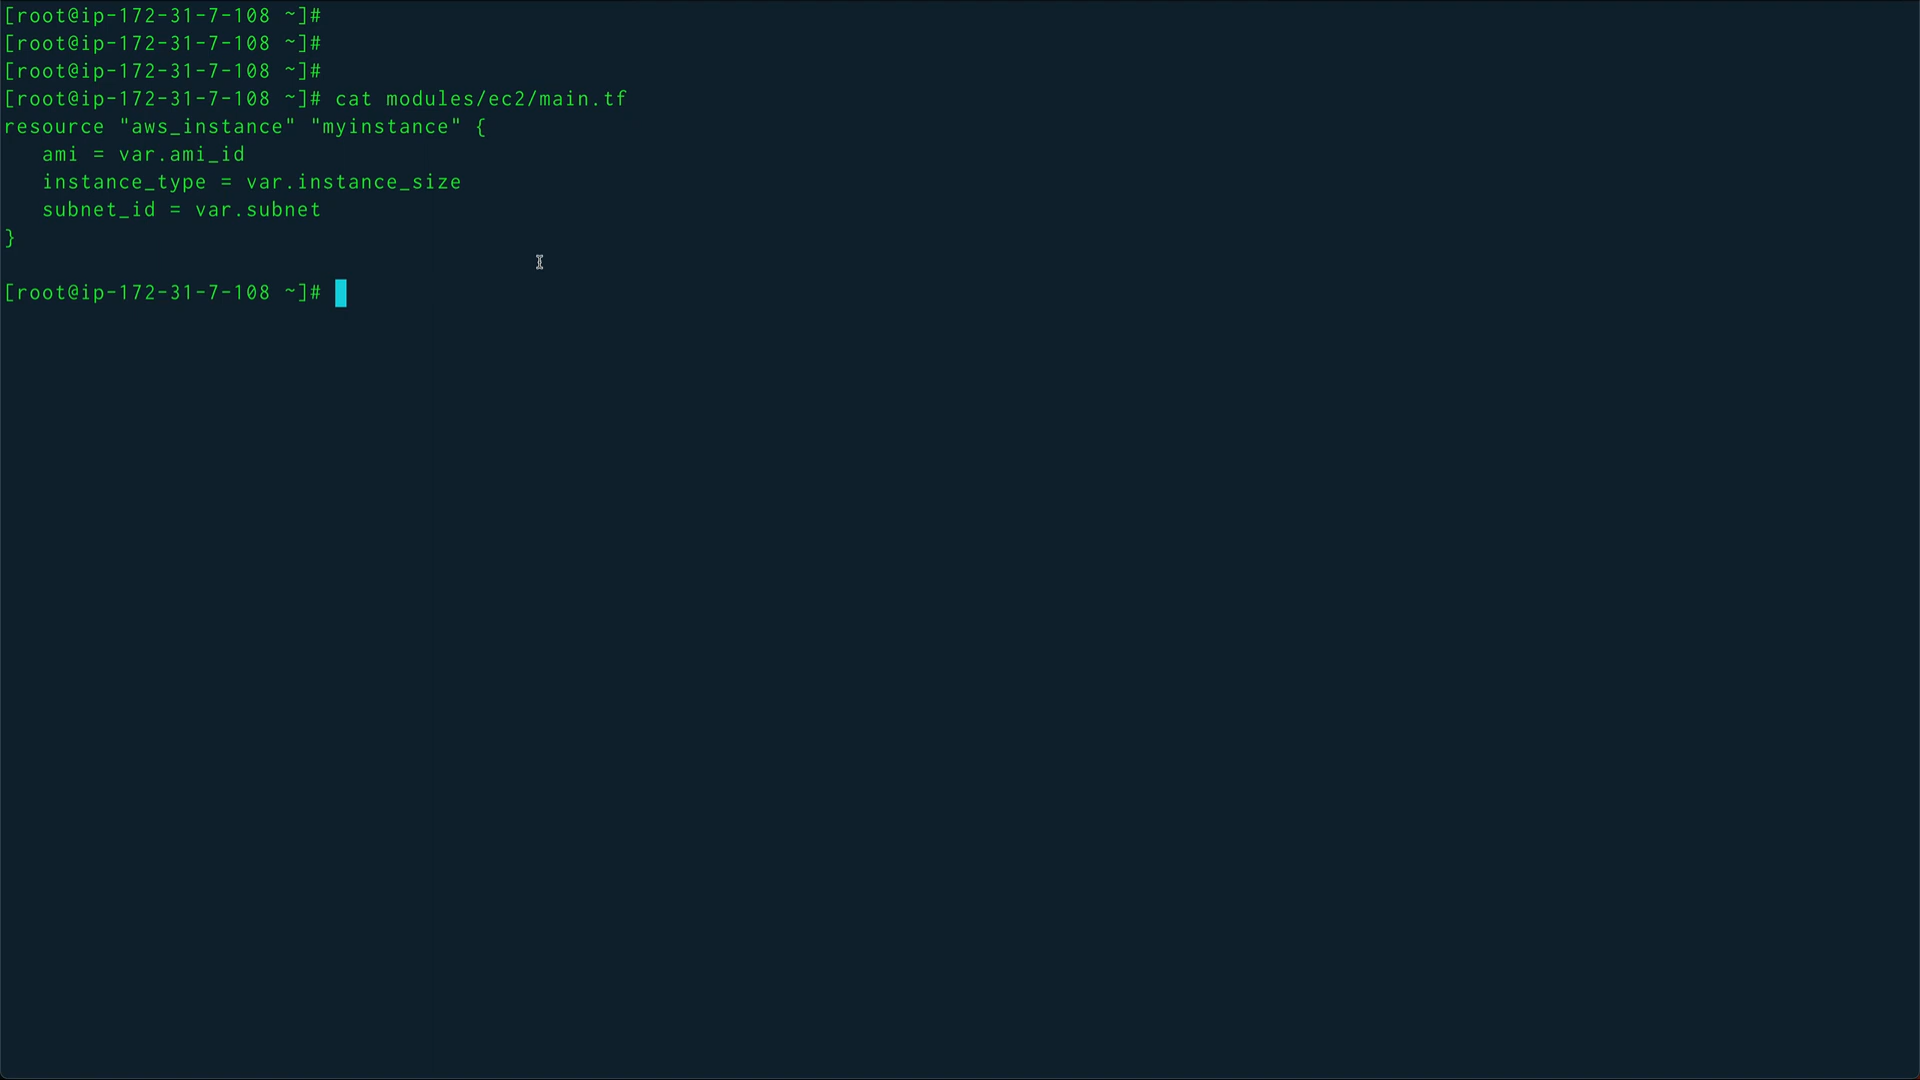 [root@ip-172-31-7-108 ~]#
[root@ip-172-31-7-108 ~]#
[root@ip-172-31-7-108 ~]#
[root@ip-172-31-7-108 ~]# cat modules/ec2/main.tf
resource "aws_instance" "myinstance" {
   ami = var.ami_id
   instance_type = var.instance_size
   subnet_id = var.subnet
}
[root@ip-172-31-7-108 ~]#